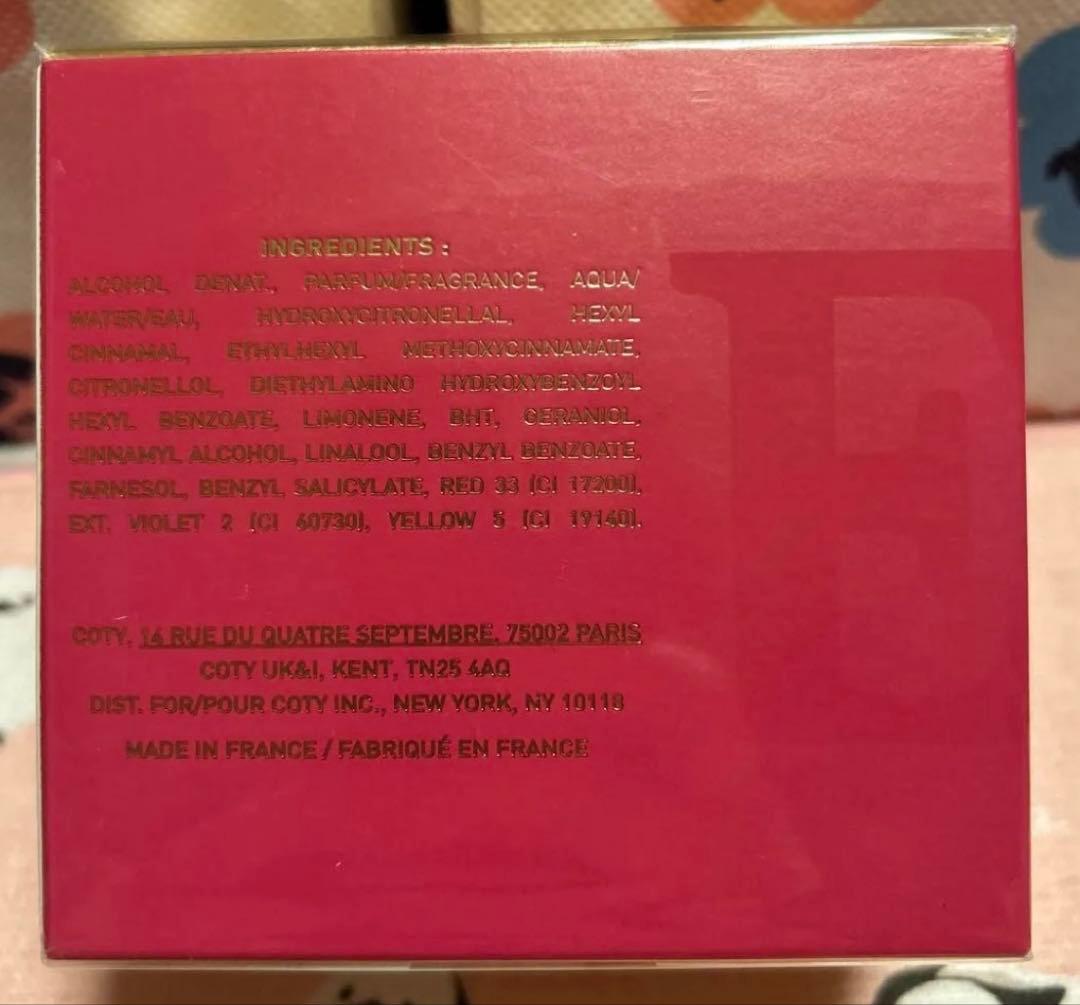 INGREDIENTS :
ALCOHOL DENAT., PARFUM/FRAGRANCE, AQUA/
WATER/EAU, HYDROXYCITRONELLAL, HEXYL
CINNAMAL, ETHYLHEXYL METHOXYCINNAMATE,
CITRONELLOL, DIETHYLAMINO HYDROXYBENZOYL
HEXYL BENZOATE, LIMONENE, BHT, GERANIOL,
CINNAMYL ALCOHOL, LINALOOL, BENZYL BENZOATE,
FARNESOL, BENZYL SALICYLATE, RED 33 (CI 17200),
EXT. VIOLET 2 (CI 60730), YELLOW 5 (CI 19140).
COTY, 14 RUE DU QUATRE SEPTEMBRE, 75002 PARIS
COTY UK&I, KENT, TN25 4AQ
DIST. FOR/POUR COTY INC., NEW YORK, NY 10118
MADE IN FRANCE / FABRIQUÉ EN FRANCE